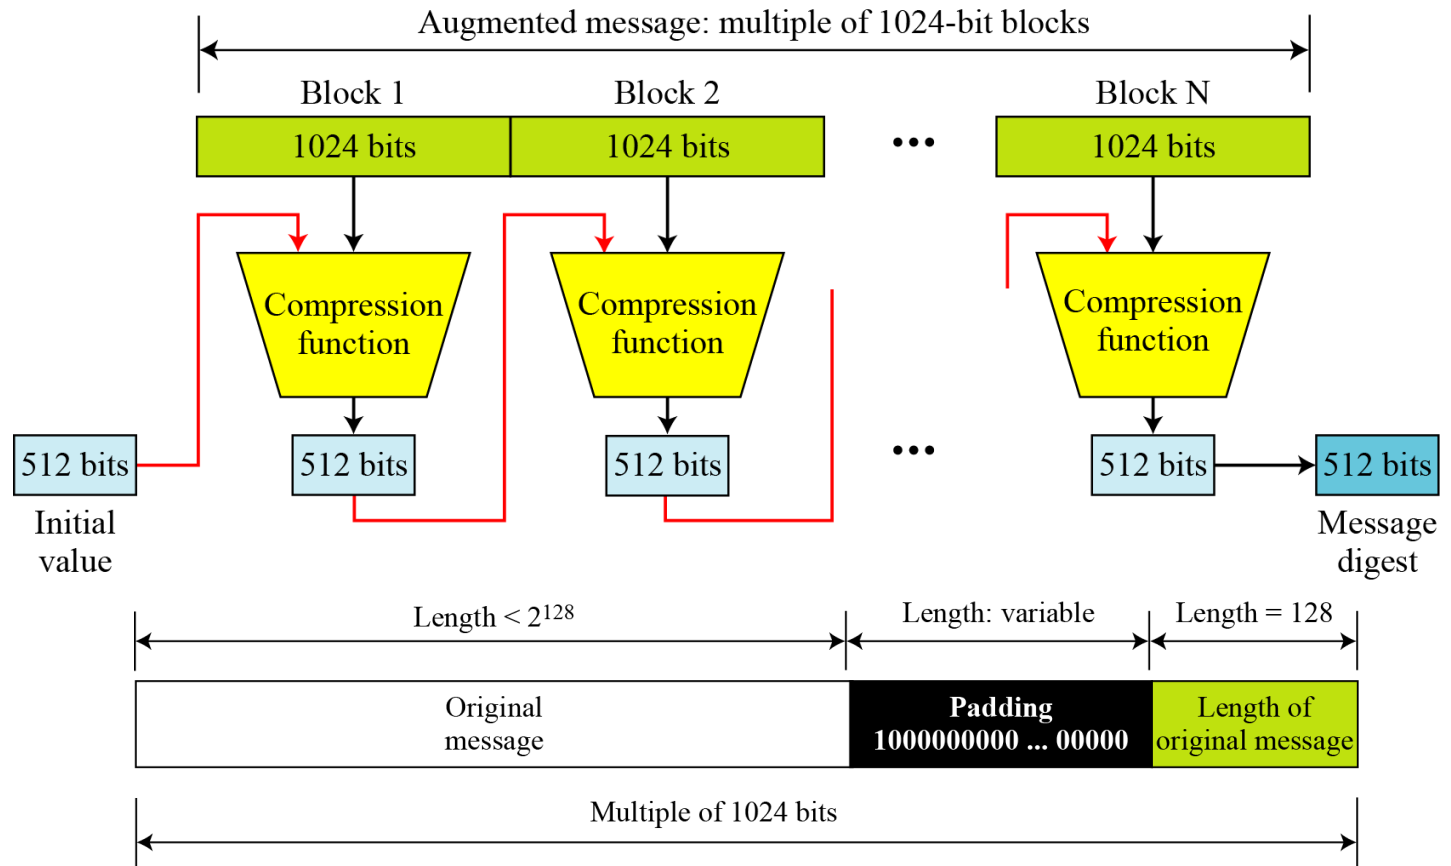 Augmented message: multiple of 1024-bit blocks
Block 1
Block 2
Block N
1024 bits
1024 bits
•••
1024 bits
Compression
function
Compression
function
Compression
function
512 bits
512 bits
512 bits
•••
512 bits
512 bits
Initial
value
Message
digest
Length < 2¹²⁸
Length: variable
Length = 128
Original
message
Padding
1000000000 ... 00000
Length of
original message
Multiple of 1024 bits